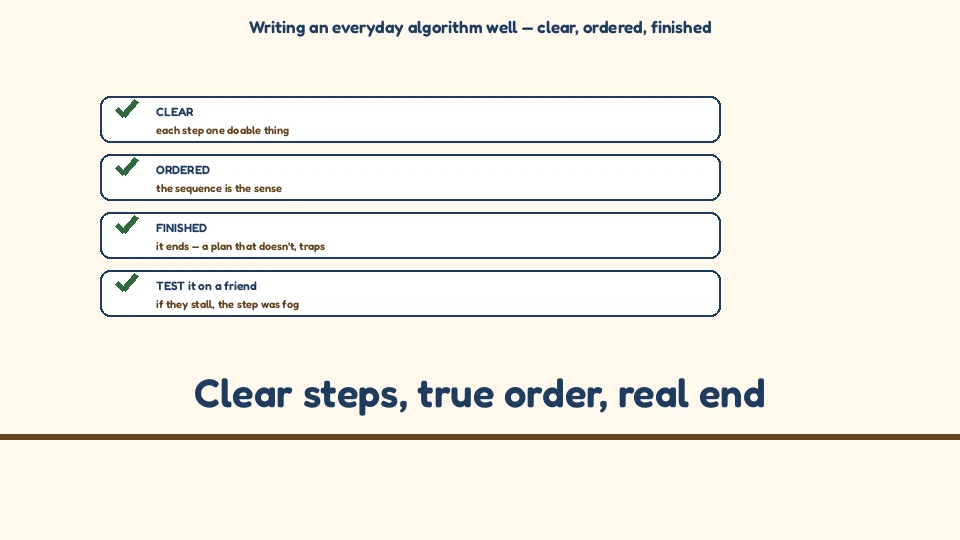 Writing an everyday algorithm well — clear, ordered, finished
CLEAR
each step one doable thing
ORDERED
the sequence is the sense
FINISHED
it ends — a plan that doesn't, traps
TEST it on a friend
if they stall, the step was fog
Clear steps, true order, real end